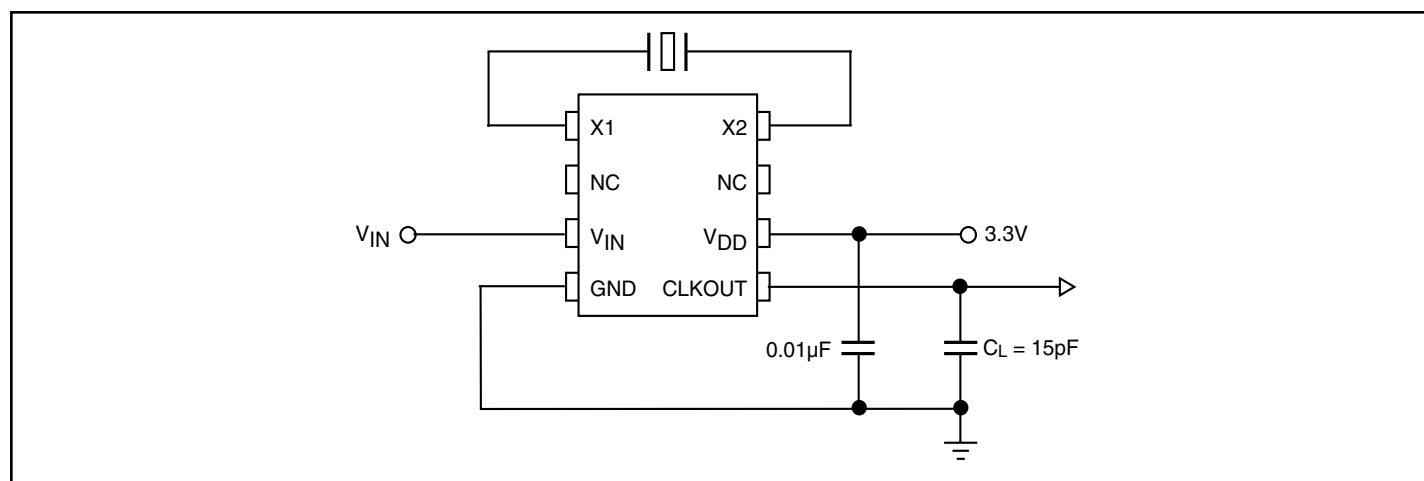 X1 X2
NC NC
VIN VIN VDD 3.3V
GND CLKOUT
0.01µF CL = 15pF